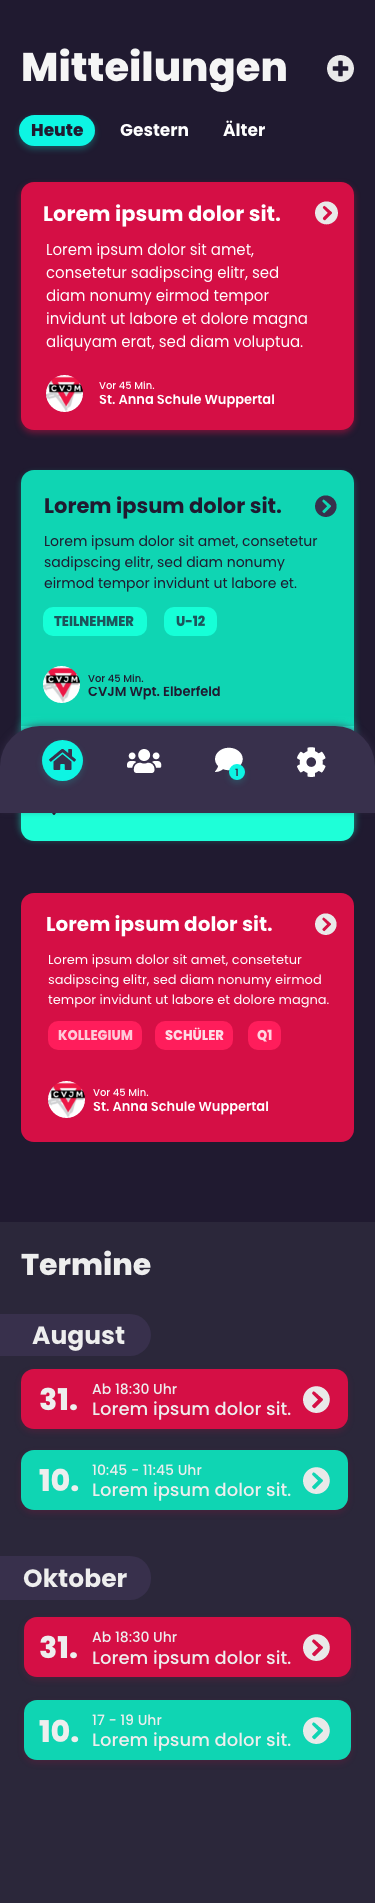 Mitteilungen
Heute Gestern Älter
Lorem ipsum dolor sit.
Lorem ipsum dolor sit amet,
consetetur sadipscing elitr, sed
diam nonumy eirmod tempor
invidunt ut labore et dolore magna
aliquyam erat, sed diam voluptua.
CVJM
Vor 45 Min.
St. Anna Schule Wuppertal
Lorem ipsum dolor sit.
Lorem ipsum dolor sit amet, consetetur
sadipscing elitr, sed diam nonumy
eirmod tempor invidunt ut labore et.
TEILNEHMER U-12
CVJM
Vor 45 Min.
CVJM Wpt. Elberfeld
1
Lorem ipsum dolor sit.
Lorem ipsum dolor sit amet, consetetur
sadipscing elitr, sed diam nonumy eirmod
tempor invidunt ut labore et dolore magna.
KOLLEGIUM SCHÜLER Q1
CVJM
Vor 45 Min.
St. Anna Schule Wuppertal
Termine
August
31.
Ab 18:30 Uhr
Lorem ipsum dolor sit.
10.
10:45 - 11:45 Uhr
Lorem ipsum dolor sit.
Oktober
31.
Ab 18:30 Uhr
Lorem ipsum dolor sit.
10.
17 - 19 Uhr
Lorem ipsum dolor sit.